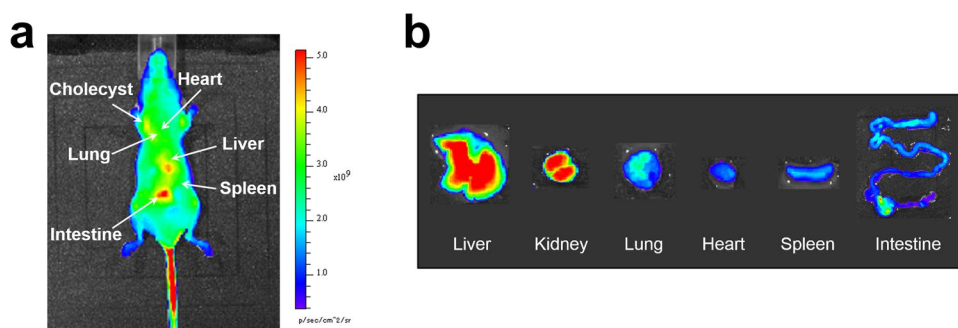 a
b
Cholecyst
Heart
Lung
Liver
Spleen
Intestine
5.0
4.0
3.0
x10^9
2.0
1.0
p/sec/cm^2/sr
Liver Kidney Lung Heart Spleen Intestine